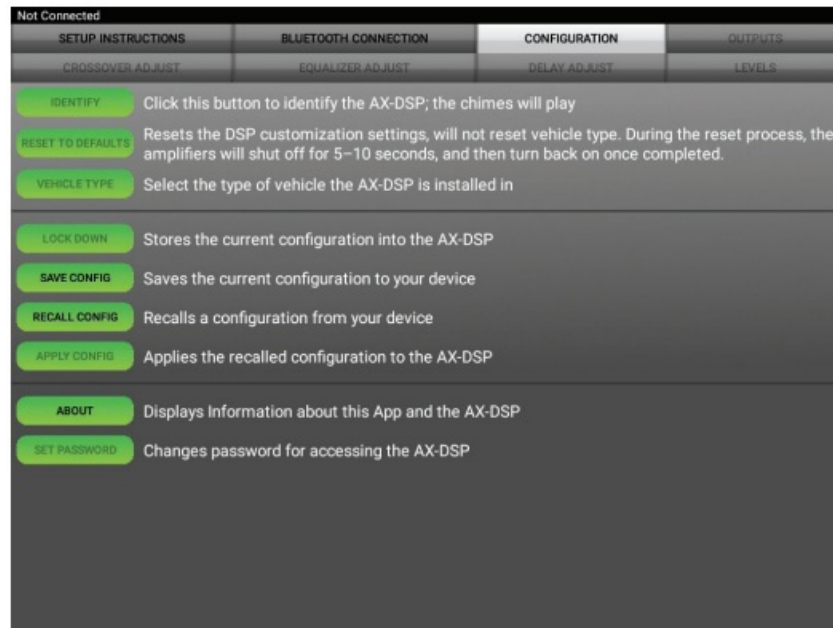 Not Connected
SETUP INSTRUCTIONS BLUETOOTH CONNECTION CONFIGURATION OUTPUTS
CROSSOVER ADJUST EQUALIZER ADJUST DELAY ADJUST LEVELS
IDENTIFY Click this button to identify the AX-DSP; the chimes will play
RESET TO DEFAULTS Resets the DSP customization settings, will not reset vehicle type. During the reset process, the
amplifiers will shut off for 5–10 seconds, and then turn back on once completed.
VEHICLE TYPE Select the type of vehicle the AX-DSP is installed in
LOCK DOWN Stores the current configuration into the AX-DSP
SAVE CONFIG Saves the current configuration to your device
RECALL CONFIG Recalls a configuration from your device
APPLY CONFIG Applies the recalled configuration to the AX-DSP
ABOUT Displays Information about this App and the AX-DSP
SET PASSWORD Changes password for accessing the AX-DSP